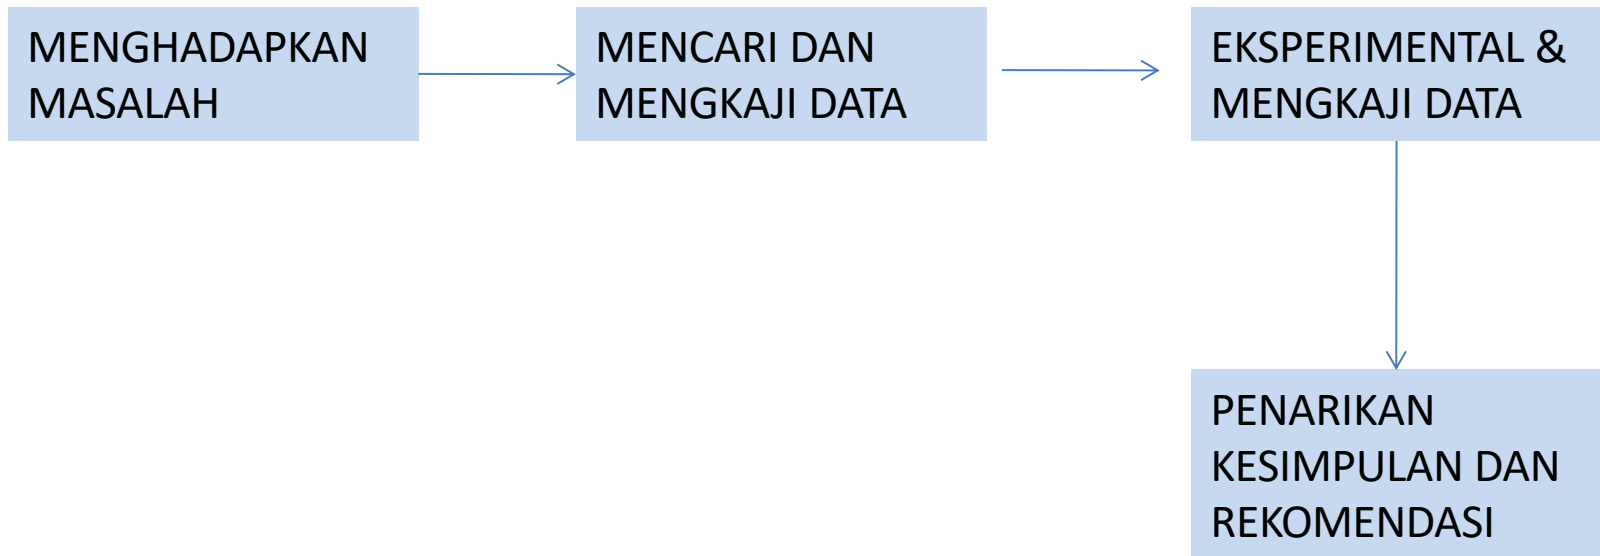 MENGHADAPKAN
MASALAH
MENCARI DAN
MENGKAJI DATA
EKSPERIMENTAL &
MENGKAJI DATA
PENARIKAN
KESIMPULAN DAN
REKOMENDASI